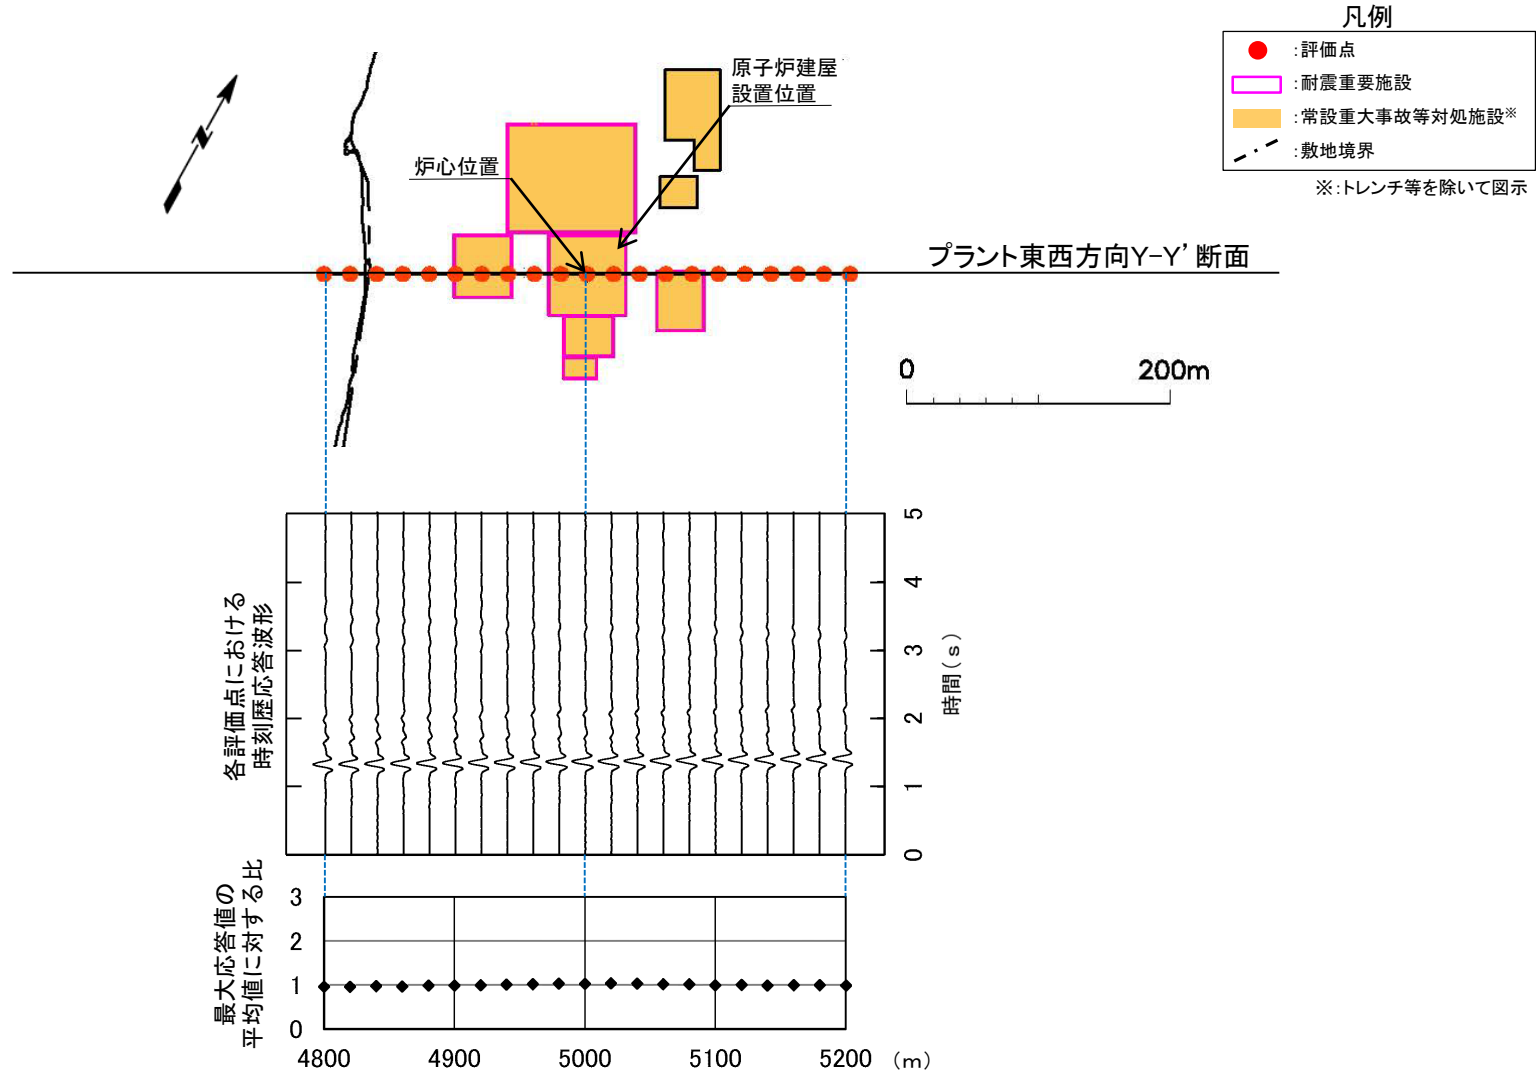 凡例
:評価点
:耐震重要施設
:常設重大事故等対処施設※
:敷地境界
※:トレンチ等を除いて図示
原子炉建屋
設置位置
炉心位置
プラント東西方向Y-Y’断面
N
0 200m
各評価点における
時刻歴応答波形
5
4
3
2
1
0
時間(s)
最大応答値の
平均値に対する比
3
2
1
0
4800 4900 5000 5100 5200 (m)